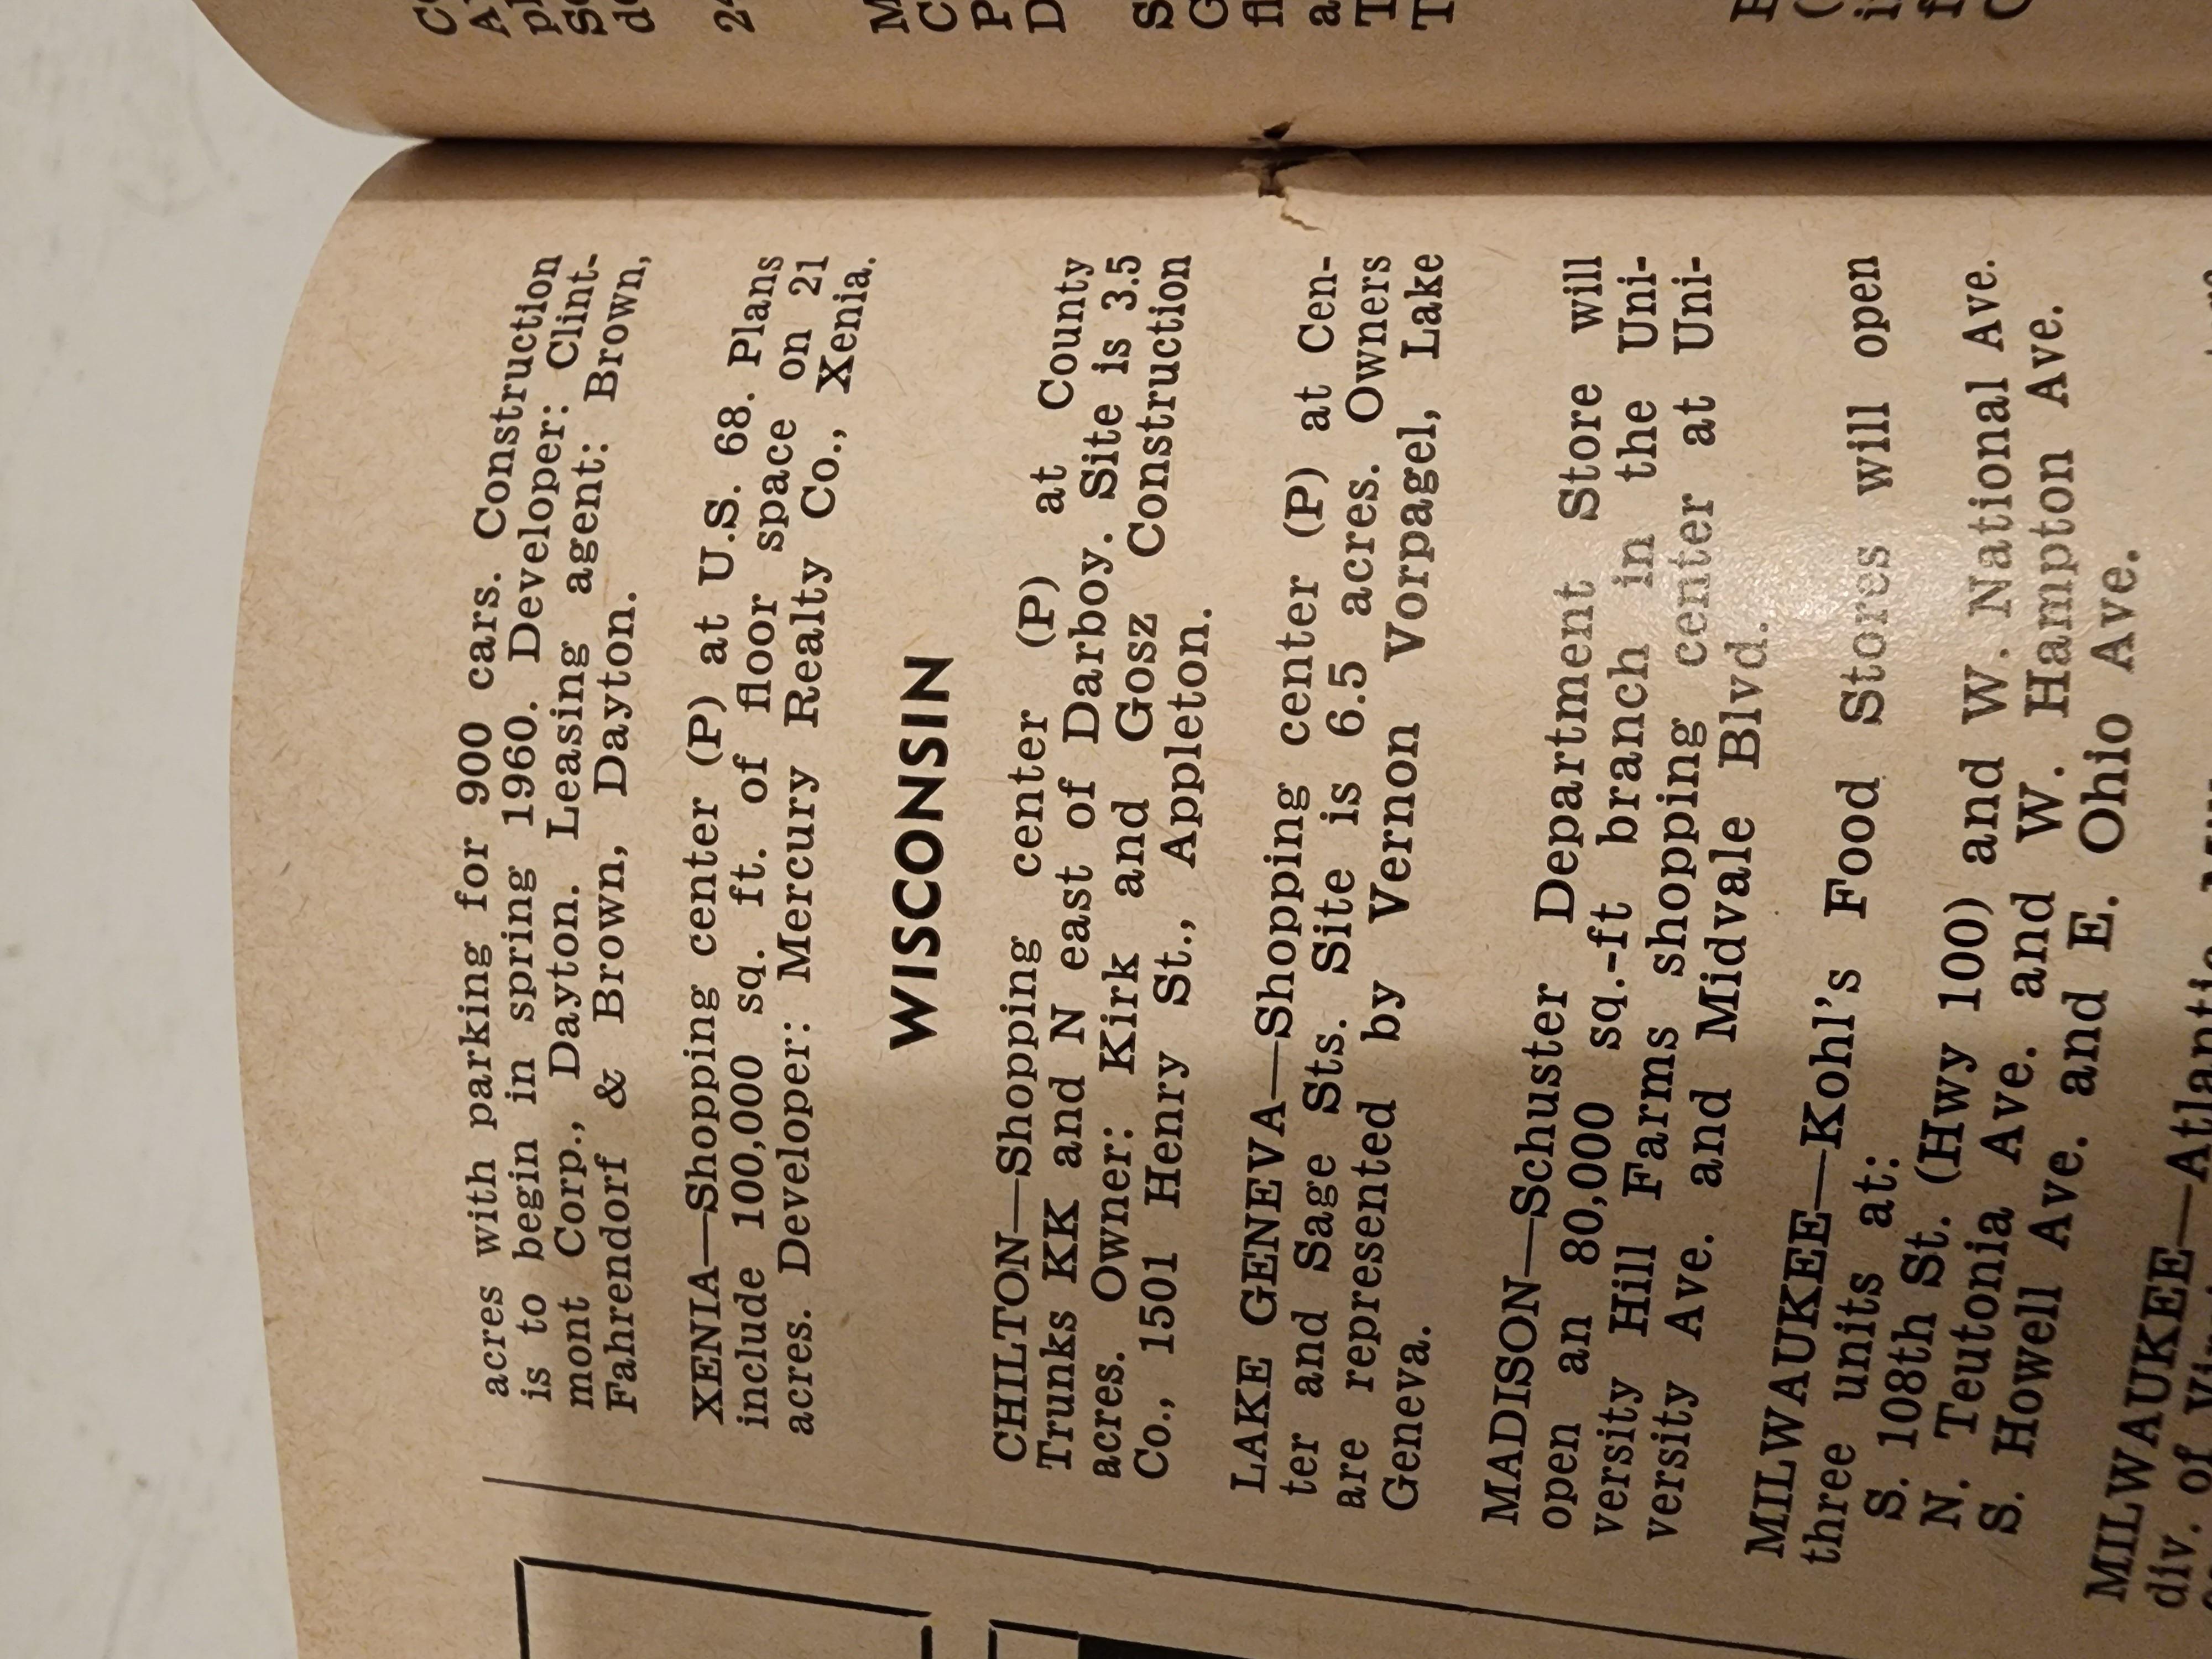 acres with parking for 900 cars. Construction
is to begin in spring 1960. Developer: Clint-
mont Corp., Dayton. Leasing agent: Brown,
Fahrendorf & Brown, Dayton.
XENIA—Shopping center (P) at U.S. 68. Plans
include 100,000 sq. ft. of floor space on 21
acres. Developer: Mercury Realty Co., Xenia.
WISCONSIN
CHILTON—Shopping center (P) at County
Trunks KK and N east of Darboy. Site is 3.5
acres. Owner: Kirk and Gosz Construction
Co., 1501 Henry St., Appleton.
LAKE GENEVA—Shopping center (P) at Cen-
ter and Sage Sts. Site is 6.5 acres. Owners
are represented by Vernon Vorpagel, Lake
Geneva.
MADISON—Schuster Department Store will
open an 80,000 sq.-ft branch in the Uni-
versity Hill Farms shopping center at Uni-
versity Ave. and Midvale Blvd.
MILWAUKEE—Kohl's Food Stores will open
three units at:
S. 108th St. (Hwy 100) and W. National Ave.
N. Teutonia Ave. and W. Hampton Ave.
S. Howell Ave. and E. Ohio Ave.
MILWAUKEE—Atlantic
div. of